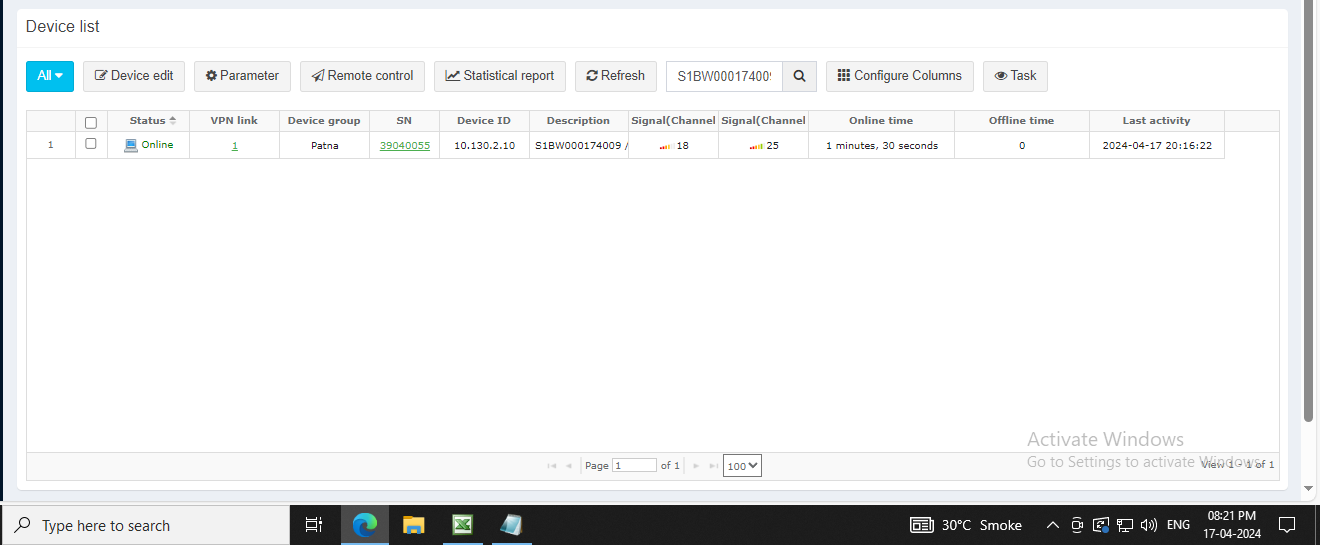 Device list
All
Device edit
Parameter
Remote control
Statistical report
Refresh
S1BW000174009
Configure Columns
Task
Status VPN link Device group SN Device ID Description Signal(Channel Signal(Channel Online time Offline time Last activity
1 Online 1 Patna 39040055 10.130.2.10 S1BW000174009 / 18 25 1 minutes, 30 seconds 0 2024-04-17 20:16:22
Activate Windows
Go to Settings to activate Windows.
Page 1 of 1 100 View 1 - 1 of 1
Type here to search
30°C Smoke
ENG
08:21 PM
17-04-2024